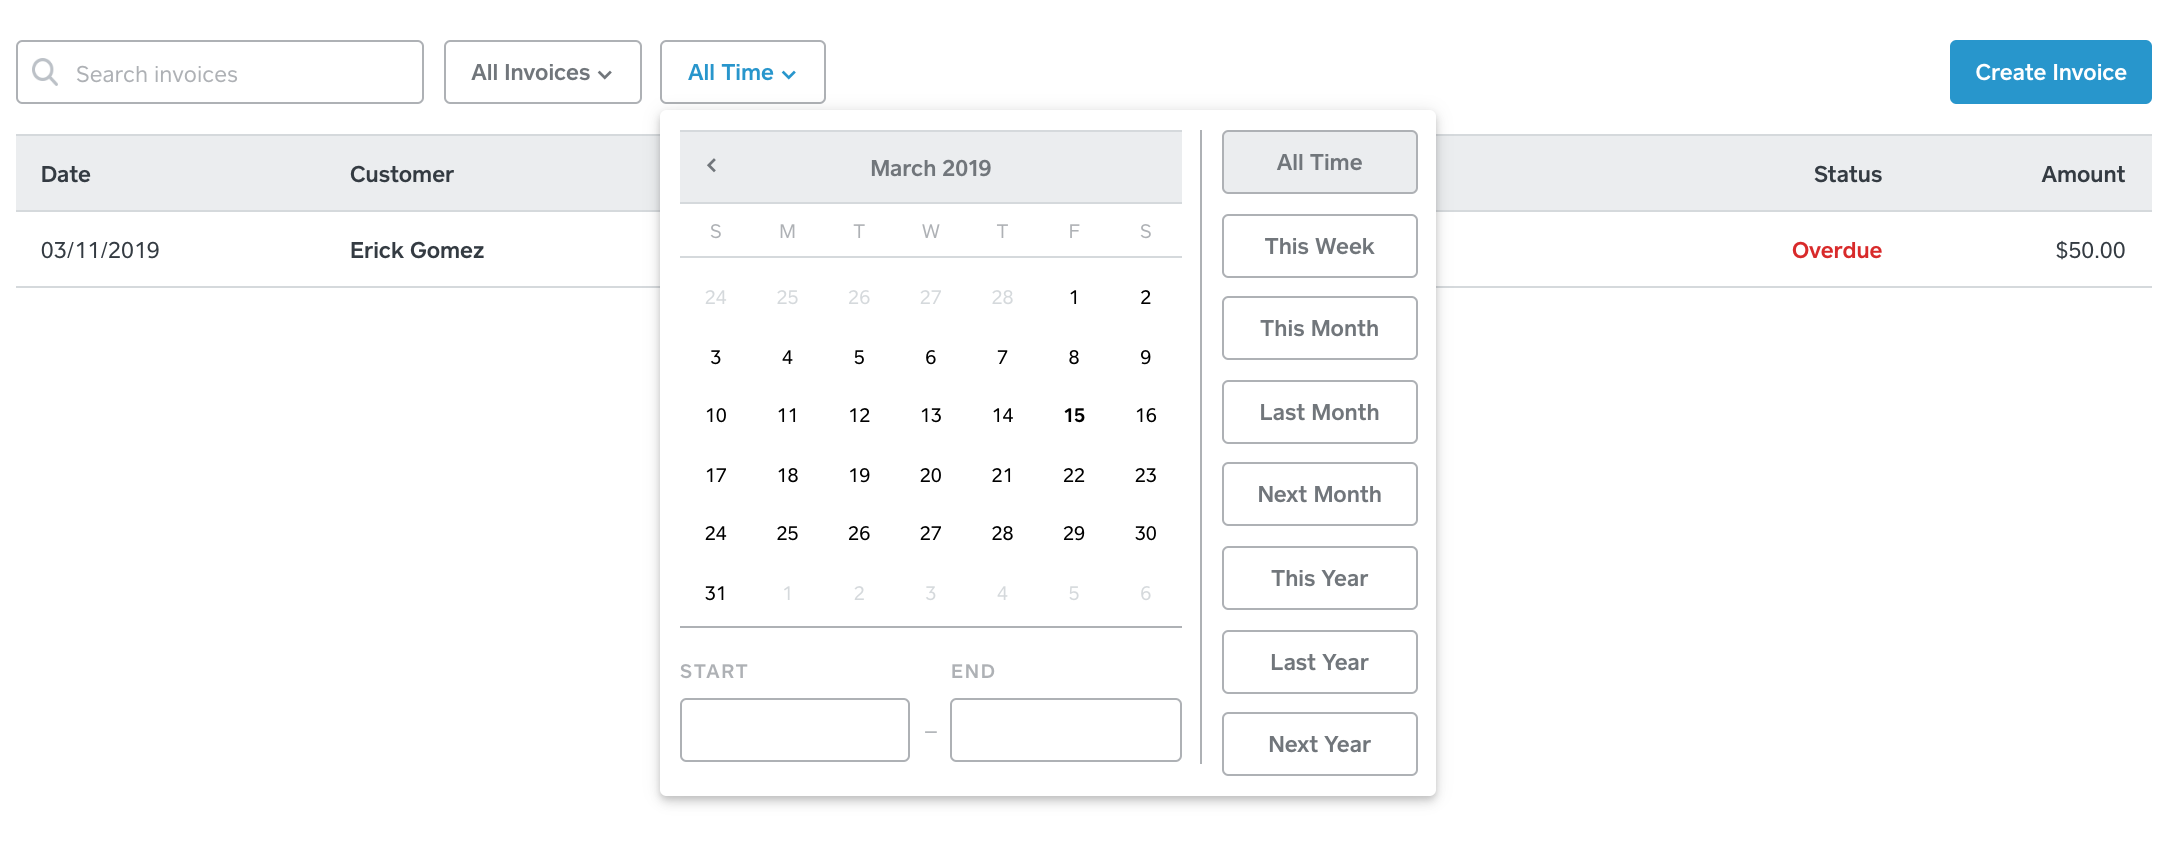 Search invoices
All Invoices
All Time
Create Invoice
Date Customer Status Amount
03/11/2019 Erick Gomez Overdue $50.00
March 2019
S M T W T F S
24 25 26 27 28 1 2
3 4 5 6 7 8 9
10 11 12 13 14 15 16
17 18 19 20 21 22 23
24 25 26 27 28 29 30
31 1 2 3 4 5 6
START END
–
All Time
This Week
This Month
Last Month
Next Month
This Year
Last Year
Next Year